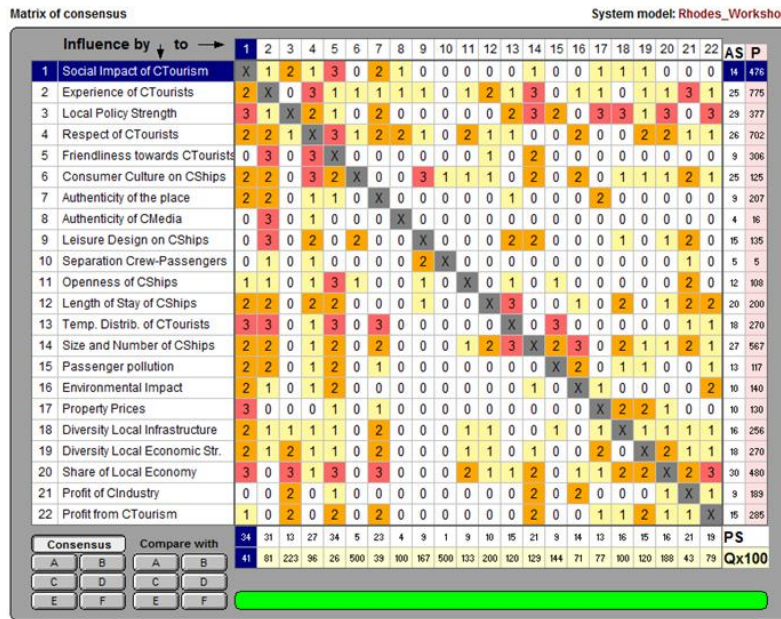 Matrix of consensus System model: Rhodes_Worksho
Influence by ↓ to → 1 2 3 4 5 6 7 8 9 10 11 12 13 14 15 16 17 18 19 20 21 22 AS P
1 Social Impact of CTourism X 1 2 1 3 0 2 1 0 0 0 0 0 1 0 0 1 1 1 0 0 0 14 476
2 Experience of CTourists 2 X 0 3 1 1 1 1 1 0 1 2 1 3 0 1 1 0 1 1 3 1 25 775
3 Local Policy Strength 3 1 X 2 1 0 2 0 0 0 0 0 2 3 2 0 3 3 1 3 0 3 29 377
4 Respect of CTourists 2 2 1 X 3 1 2 2 1 0 2 1 1 0 0 2 0 0 2 2 1 1 26 702
5 Friendliness towards CTourists 0 3 0 3 X 0 0 0 0 0 0 1 0 2 0 0 0 0 0 0 0 0 9 306
6 Consumer Culture on CShips 2 2 0 3 2 X 0 0 3 1 1 1 0 2 0 2 0 1 1 1 2 1 25 125
7 Authenticity of the place 2 2 0 1 1 0 X 0 0 0 0 0 1 0 0 0 2 0 0 0 0 0 9 207
8 Authenticity of CMedia 0 3 0 1 0 0 0 X 0 0 0 0 0 0 0 0 0 0 0 0 0 0 4 16
9 Leisure Design on CShips 0 3 0 2 0 2 0 0 X 0 0 0 2 2 0 0 0 1 0 1 2 0 15 135
10 Separation Crew-Passengers 0 1 0 1 0 0 0 0 2 X 0 0 0 0 0 0 0 0 0 0 1 0 5 5
11 Openness of CShips 1 1 0 1 3 1 0 0 1 0 X 0 1 0 1 0 0 0 0 0 2 0 12 108
12 Length of Stay of CShips 2 2 0 2 2 0 0 0 1 0 0 X 3 0 0 1 0 2 0 1 2 2 20 200
13 Temp. Distrib. of CTourists 3 3 0 1 3 0 3 0 0 0 0 0 X 0 3 0 0 0 0 0 1 1 18 270
14 Size and Number of CShips 2 2 0 1 2 0 2 0 0 0 1 2 3 X 2 3 0 2 1 1 2 1 27 567
15 Passenger pollution 2 2 0 1 2 0 1 0 0 0 0 0 0 0 X 2 0 1 1 0 0 1 13 117
16 Environmental Impact 2 1 0 1 2 0 0 0 0 0 0 0 0 1 0 X 1 0 0 0 0 2 10 140
17 Property Prices 3 0 0 0 1 0 1 0 0 0 0 0 0 0 0 0 X 2 2 1 0 0 10 130
18 Diversity Local Infrastructure 2 1 1 1 1 0 2 0 0 0 1 1 0 0 1 0 1 X 1 1 1 1 16 256
19 Diversity Local Economic Str. 2 1 2 1 1 0 2 0 0 0 1 1 0 1 0 0 2 0 X 2 1 1 18 270
20 Share of Local Economy 3 0 3 1 3 0 3 0 0 0 2 1 1 2 0 1 1 2 2 X 2 3 30 480
21 Profit of CIndustry 0 0 2 0 1 0 0 0 0 0 0 0 0 2 0 2 0 0 0 1 X 1 9 189
22 Profit from CTourism 1 0 2 0 2 0 2 0 0 0 0 0 0 2 0 0 1 1 2 1 1 X 15 285
34 31 13 27 34 5 23 4 9 1 9 10 15 21 9 14 13 16 15 16 21 19 PS
41 81 223 96 26 500 39 100 167 500 133 200 120 129 144 71 77 100 120 188 43 79 Qx100
Consensus Compare with
A B A B
C D C D
E F E F